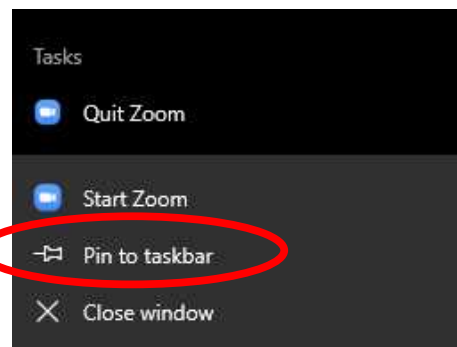 Tasks
Quit Zoom
Start Zoom
Pin to taskbar
Close window